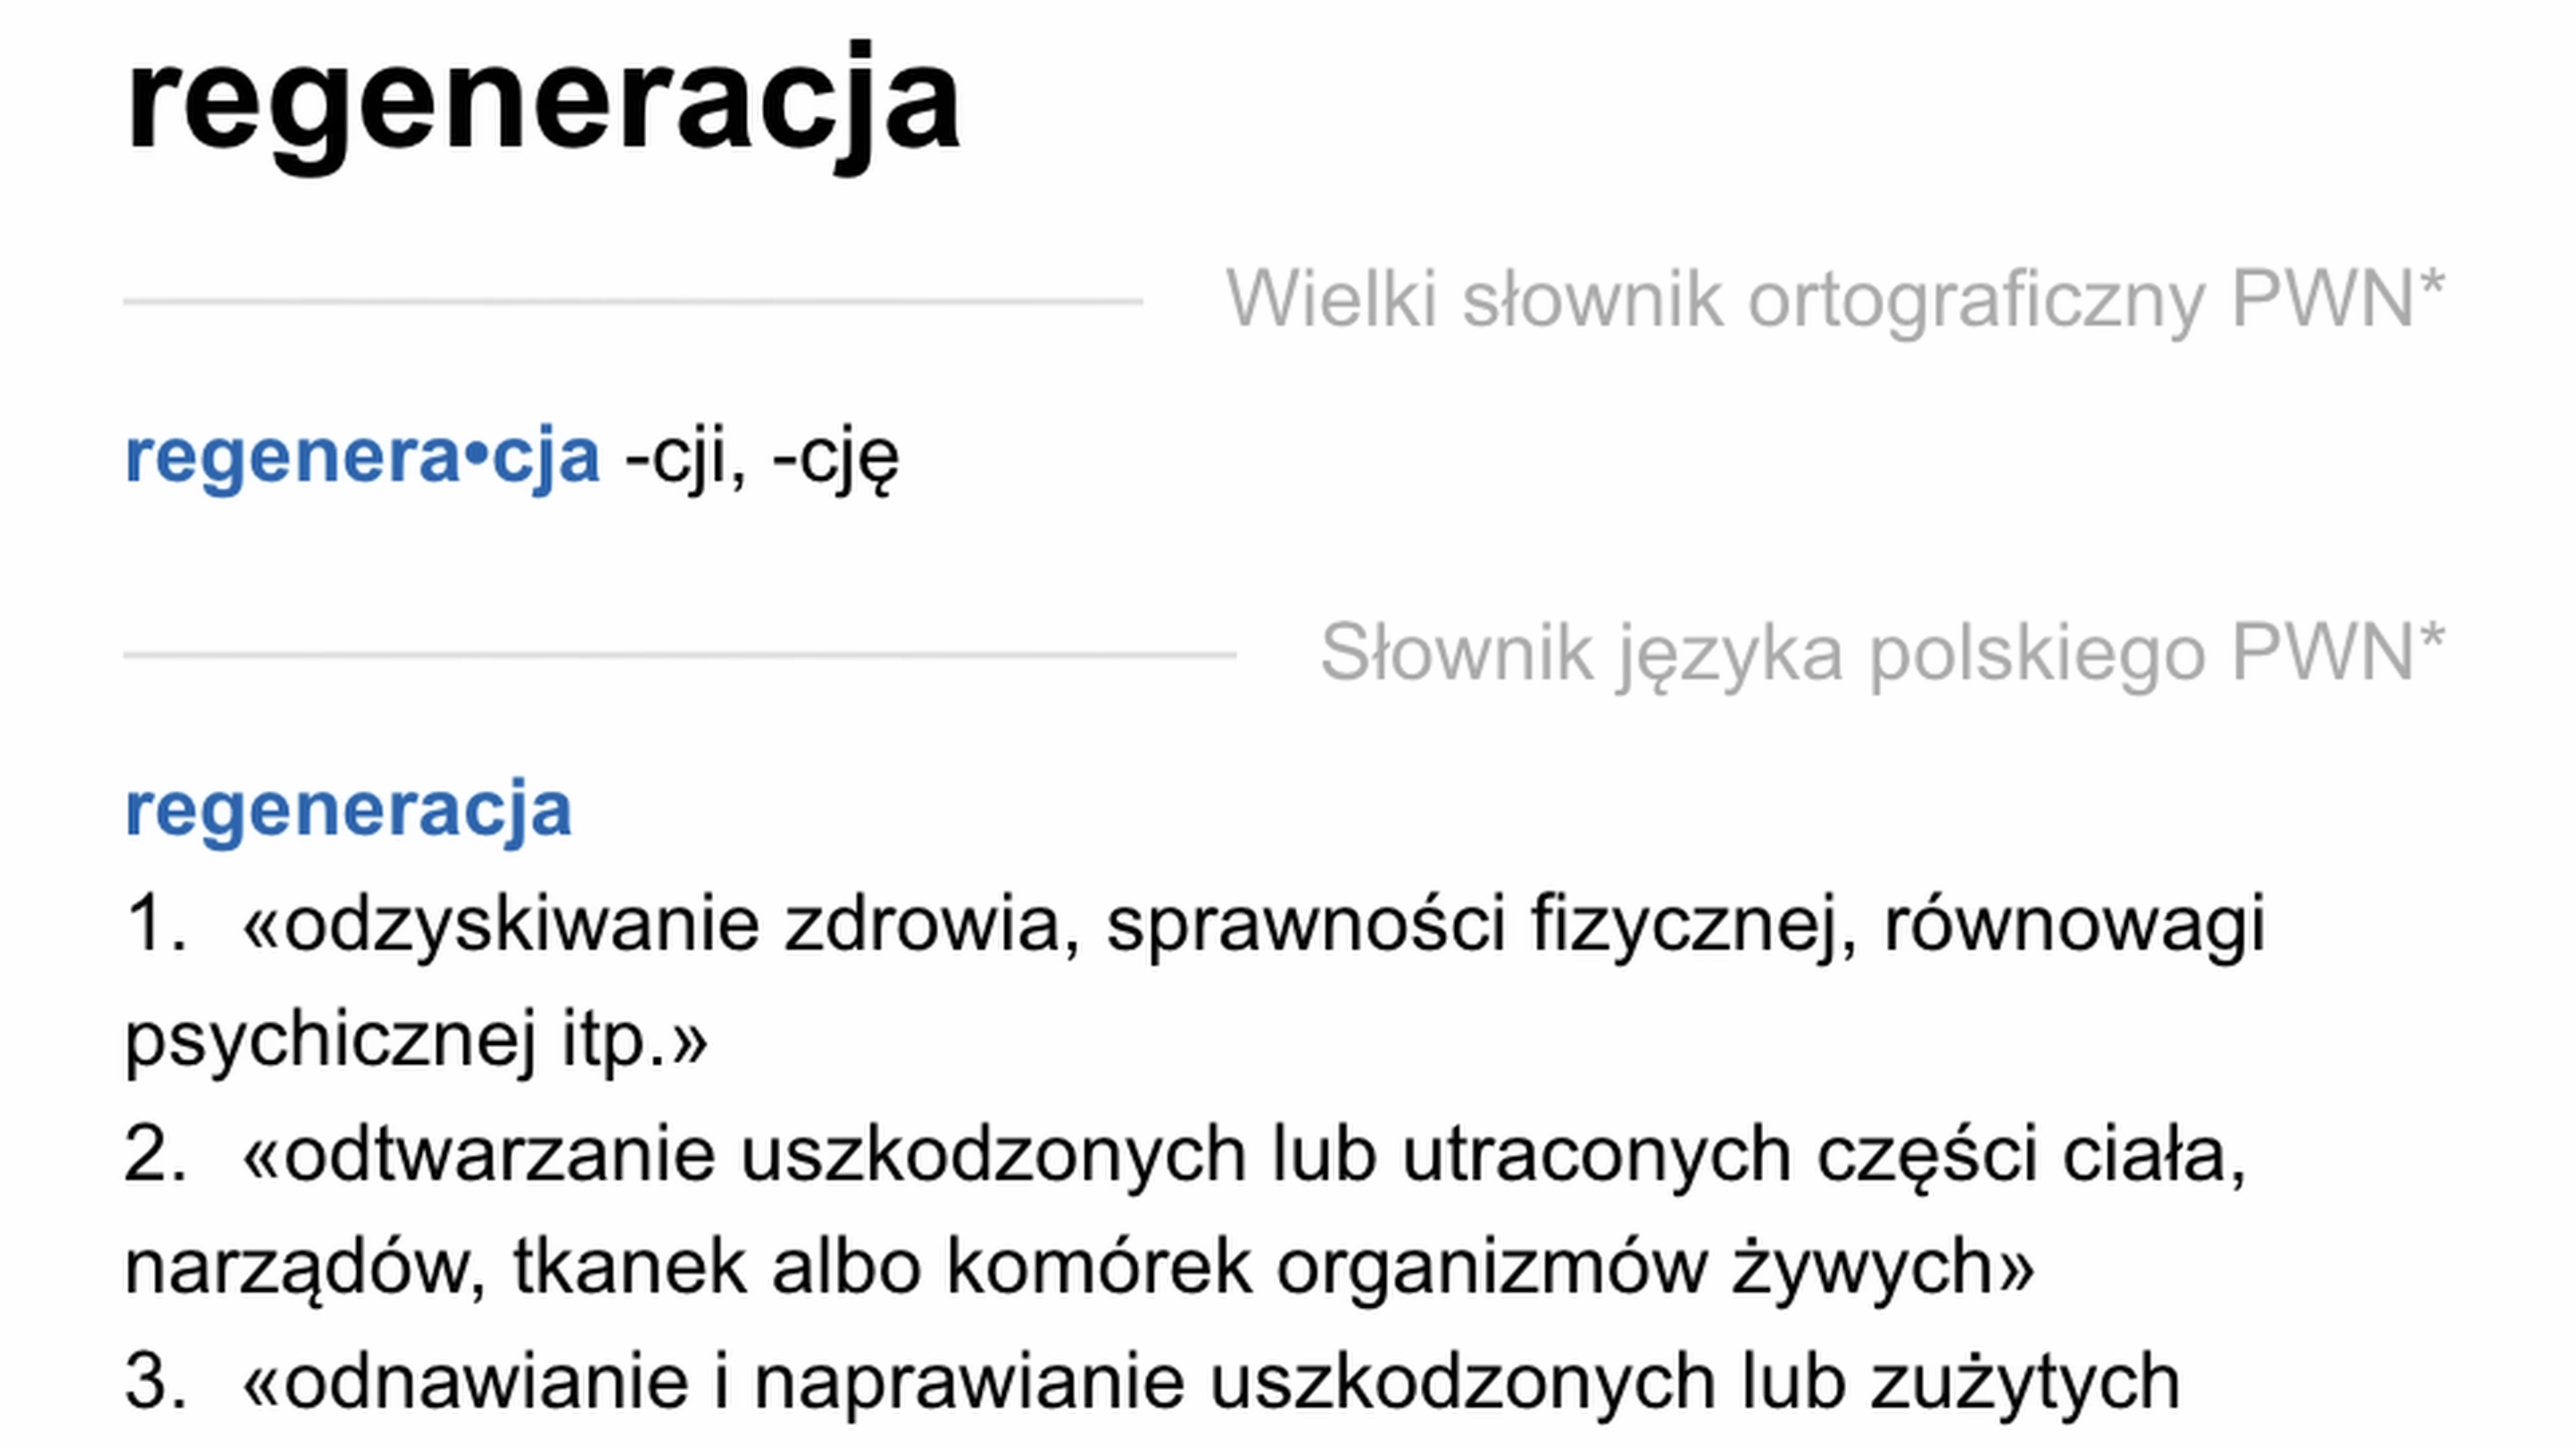 regeneracja
Wielki słownik ortograficzny PWN*
regenera•cja -cji, -cję
Słownik języka polskiego PWN*
regeneracja
1. «odzyskiwanie zdrowia, sprawności fizycznej, równowagi
psychicznej itp.»
2. «odtwarzanie uszkodzonych lub utraconych części ciała,
narządów, tkanek albo komórek organizmów żywych»
3. «odnawianie i naprawianie uszkodzonych lub zużytych